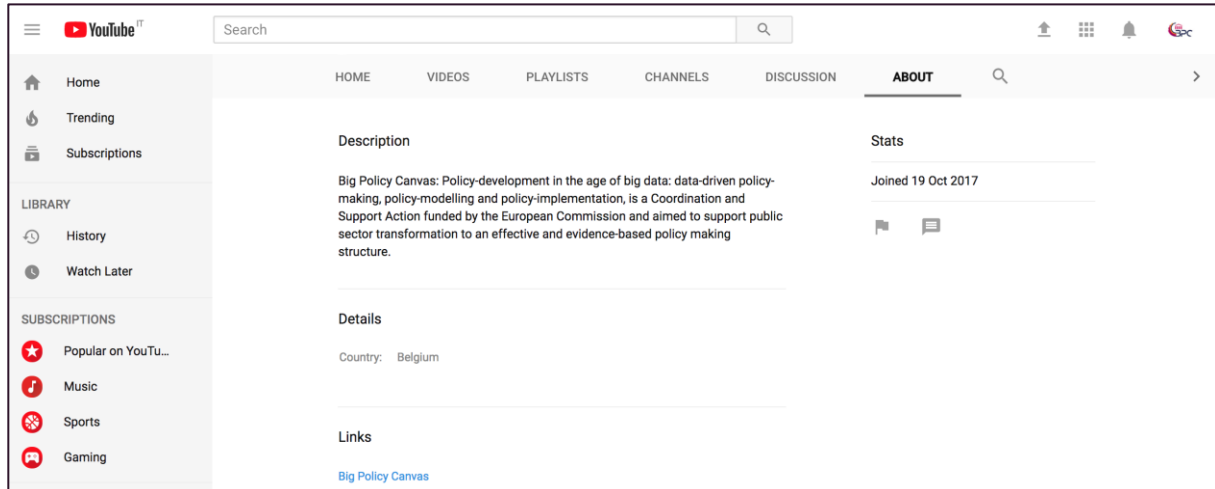 YouTube IT
Search
BPC
HOME VIDEOS PLAYLISTS CHANNELS DISCUSSION ABOUT
Home
Trending
Subscriptions
LIBRARY
History
Watch Later
SUBSCRIPTIONS
Popular on YouTu...
Music
Sports
Gaming
Description
Big Policy Canvas: Policy-development in the age of big data: data-driven policy-
making, policy-modelling and policy-implementation, is a Coordination and
Support Action funded by the European Commission and aimed to support public
sector transformation to an effective and evidence-based policy making
structure.
Details
Country: Belgium
Links
Big Policy Canvas
Stats
Joined 19 Oct 2017